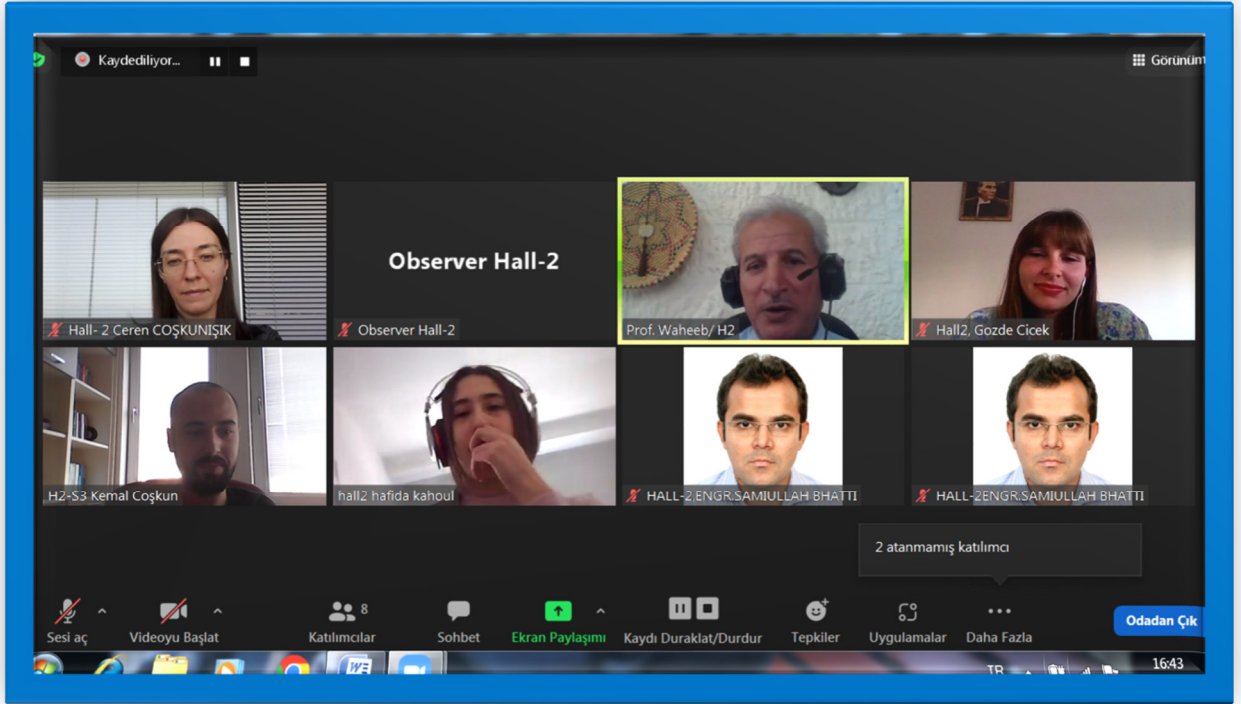 Kaydediliyor...
Görünüm
Observer Hall-2
Hall- 2 Ceren COŞKUNIŞIK
Observer Hall-2
Prof. Waheeb/ H2
Hall2, Gozde Cicek
H2-S3 Kemal Coşkun
hall2 hafida kahoul
HALL-2,ENGR.SAMIULLAH BHATTI
HALL-2ENGR.SAMIULLAH BHATTI
2 atanmamış katılımcı
8
Sesi aç
Videoyu Başlat
Katılımcılar
Sohbet
Ekran Paylaşımı
Kaydı Duraklat/Durdur
Tepkiler
Uygulamalar
Daha Fazla
Odadan Çık
W
TR
16:43